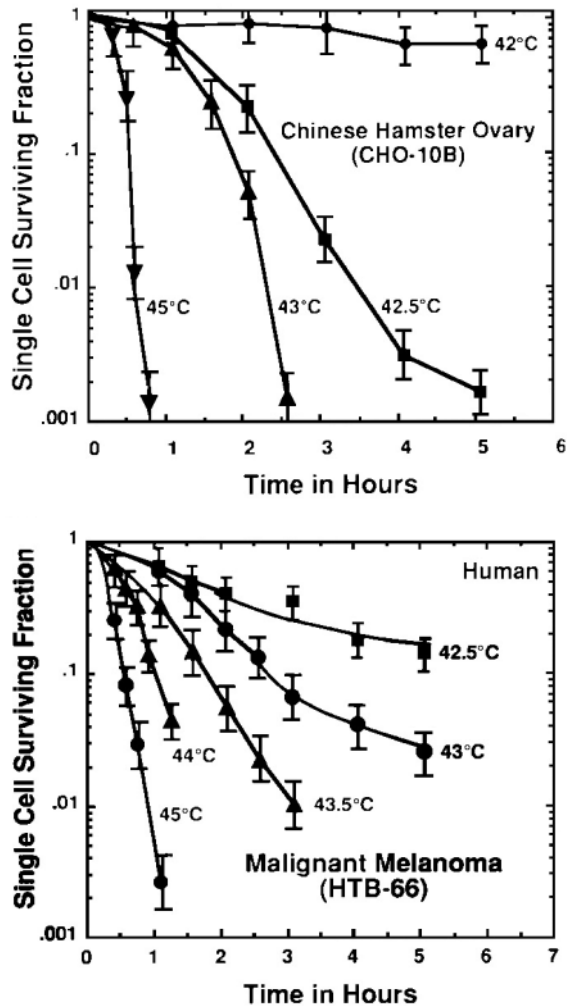 Single Cell Surviving Fraction
1
.1
.01
.001
42°C
Chinese Hamster Ovary
(CHO-10B)
45°C
43°C
42.5°C
0 1 2 3 4 5 6
Time in Hours
Single Cell Surviving Fraction
1
0.1
.01
.001
Human
42.5°C
43°C
44°C
43.5°C
45°C
Malignant Melanoma
(HTB-66)
0 1 2 3 4 5 6 7
Time in Hours